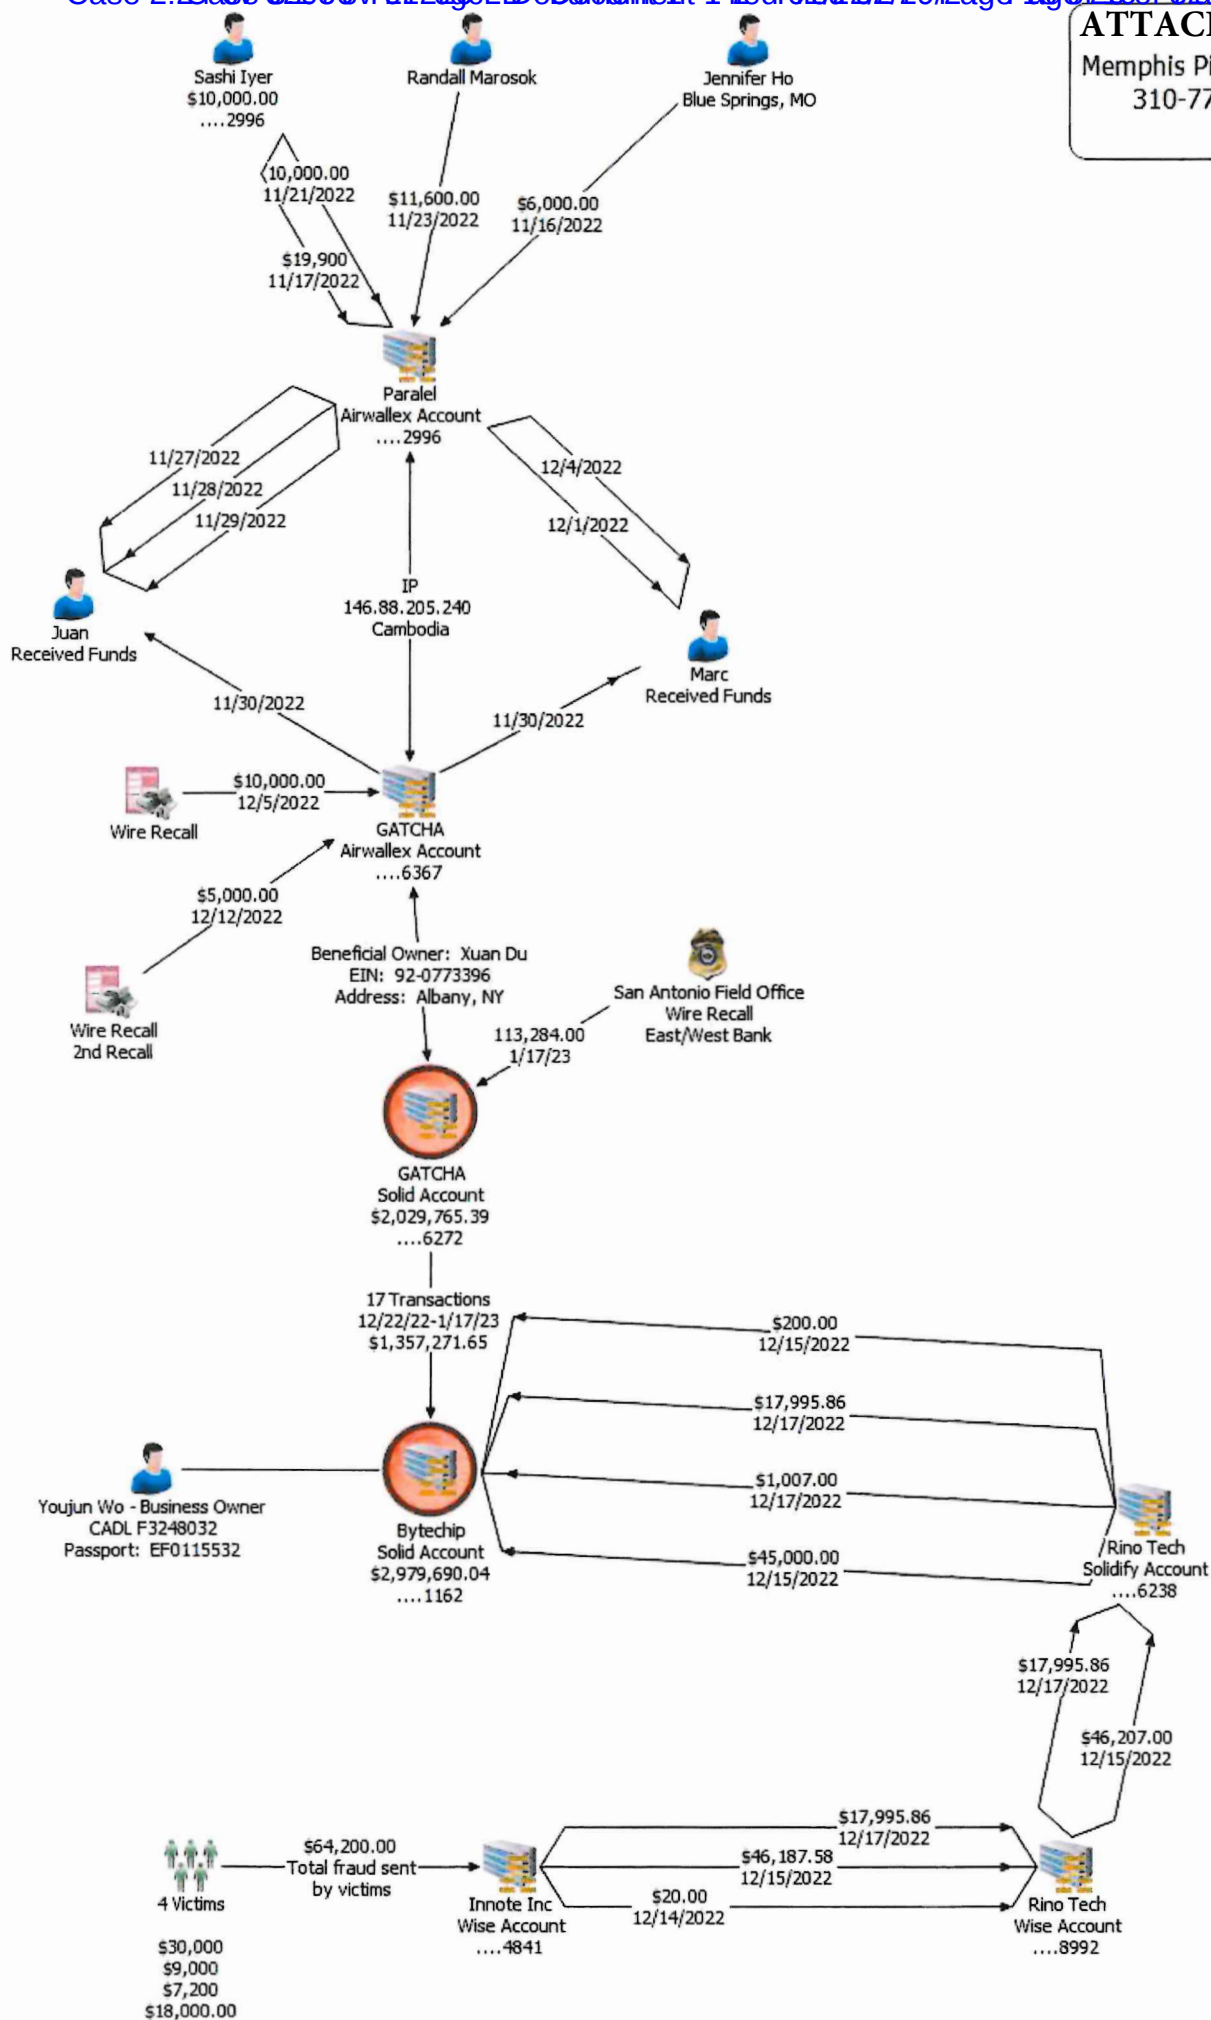 ATTACH
Memphis Pi
310-77
Sashi Iyer
$10,000.00
....2996
Randall Marosok
Jennifer Ho
Blue Springs, MO
10,000.00
11/21/2022
$11,600.00
11/23/2022
$6,000.00
11/16/2022
$19,900
11/17/2022
Paralel
Airwallex Account
....2996
11/27/2022
11/28/2022
11/29/2022
12/4/2022
12/1/2022
IP
146.88.205.240
Cambodia
Juan
Received Funds
Marc
Received Funds
11/30/2022
11/30/2022
Wire Recall
$10,000.00
12/5/2022
GATCHA
Airwallex Account
....6367
$5,000.00
12/12/2022
Wire Recall
2nd Recall
Beneficial Owner: Xuan Du
EIN: 92-0773396
Address: Albany, NY
San Antonio Field Office
Wire Recall
East/West Bank
113,284.00
1/17/23
GATCHA
Solid Account
$2,029,765.39
....6272
17 Transactions
12/22/22-1/17/23
$1,357,271.65
$200.00
12/15/2022
$17,995.86
12/17/2022
$1,007.00
12/17/2022
$45,000.00
12/15/2022
Youjun Wo - Business Owner
CADL F3248032
Passport: EF0115532
Bytechip
Solid Account
$2,979,690.04
....1162
Rino Tech
Solidify Account
....6238
$17,995.86
12/17/2022
$46,207.00
12/15/2022
4 Victims
$30,000
$9,000
$7,200
$18,000.00
$64,200.00
Total fraud sent
by victims
Innote Inc
Wise Account
....4841
$17,995.86
12/17/2022
$46,187.58
12/15/2022
$20.00
12/14/2022
Rino Tech
Wise Account
....8992